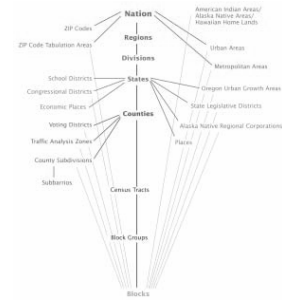 Nation
American Indian Areas/
Alaska Native Areas/
Hawaiian Home Lands
ZIP Codes
Regions
ZIP Code Tabulation Areas
Urban Areas
Divisions
Metropolitan Areas
School Districts
States
Congressional Districts
Oregon Urban Growth Areas
Economic Places
State Legislative Districts
Counties
Voting Districts
Alaska Native Regional Corporations
Traffic Analysis Zones
Places
County Subdivisions
Subbarrios
Census Tracts
Block Groups
Blocks